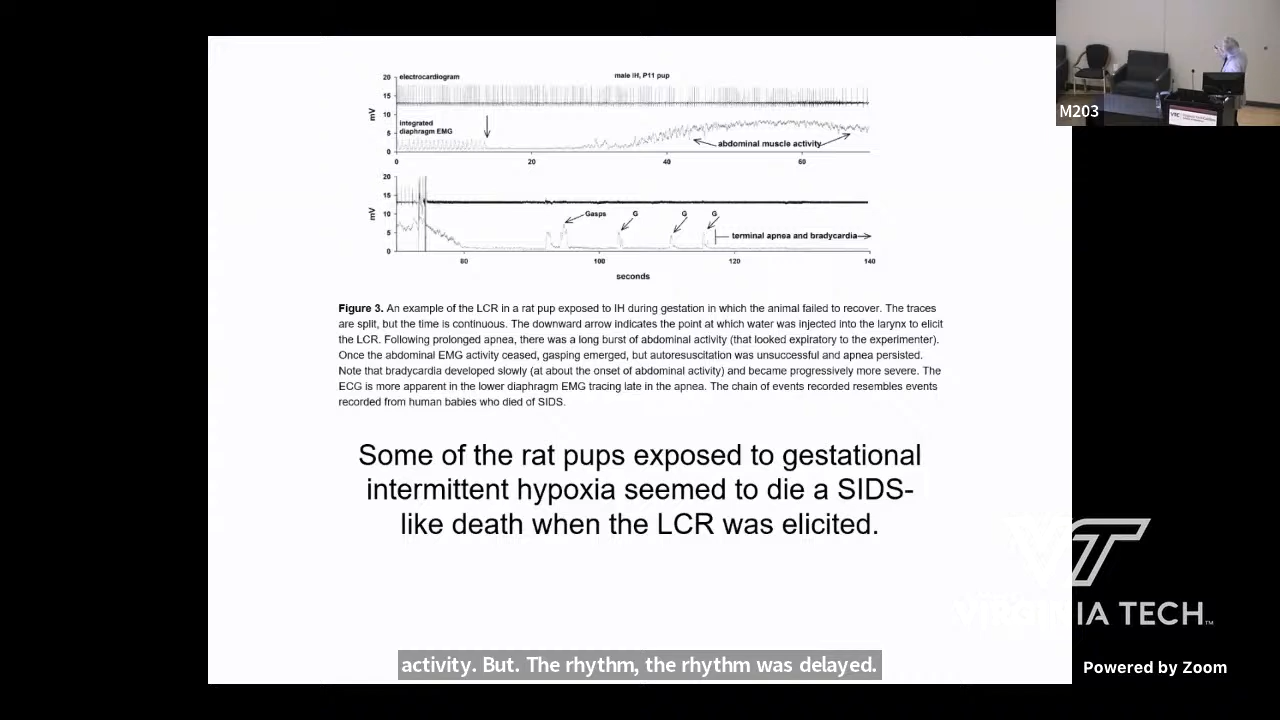 electrocardiogram
male IH, P11 pup
20
15
10
5
0
mV
integrated
diaphragm EMG
abdominal muscle activity
0
20
40
60
20
15
10
5
0
mV
Gasps
G
G
G
terminal apnea and bradycardia
80
100
120
140
seconds
Figure 3. An example of the LCR in a rat pup exposed to IH during gestation in which the animal failed to recover. The traces
are split, but the time is continuous. The downward arrow indicates the point at which water was injected into the larynx to elicit
the LCR. Following prolonged apnea, there was a long burst of abdominal activity (that looked expiratory to the experimenter).
Once the abdominal EMG activity ceased, gasping emerged, but autoresuscitation was unsuccessful and apnea persisted.
Note that bradycardia developed slowly (at about the onset of abdominal activity) and became progressively more severe. The
ECG is more apparent in the lower diaphragm EMG tracing late in the apnea. The chain of events recorded resembles events
recorded from human babies who died of SIDS.
Some of the rat pups exposed to gestational
intermittent hypoxia seemed to die a SIDS-
like death when the LCR was elicited.
activity. But. The rhythm, the rhythm was delayed.
M203
VTC
VT
VIRGINIA TECH™
Powered by Zoom